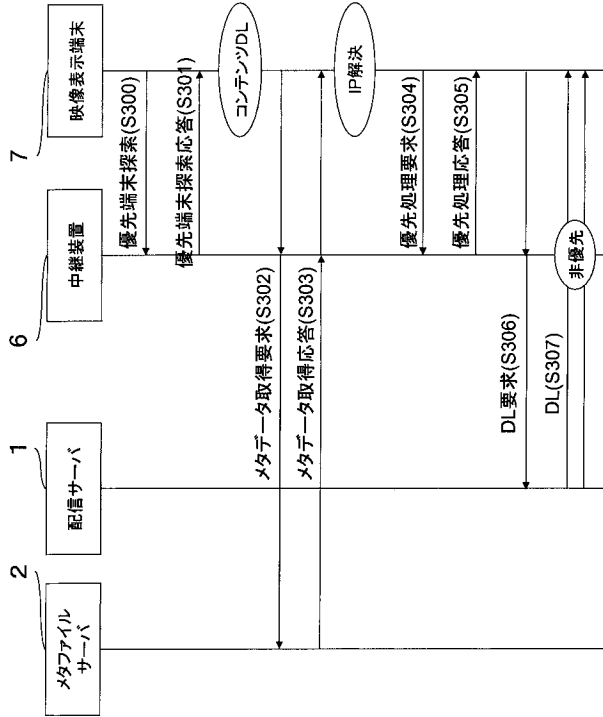 2
1
6
7
メタファイル
サーバ
配信サーバ
中継装置
映像表示端末
優先端末探索(S300)
優先端末探索応答(S301)
コンテンツDL
メタデータ取得要求(S302)
メタデータ取得応答(S303)
IP解決
優先処理要求(S304)
優先処理応答(S305)
DL要求(S306)
DL(S307)
非優先